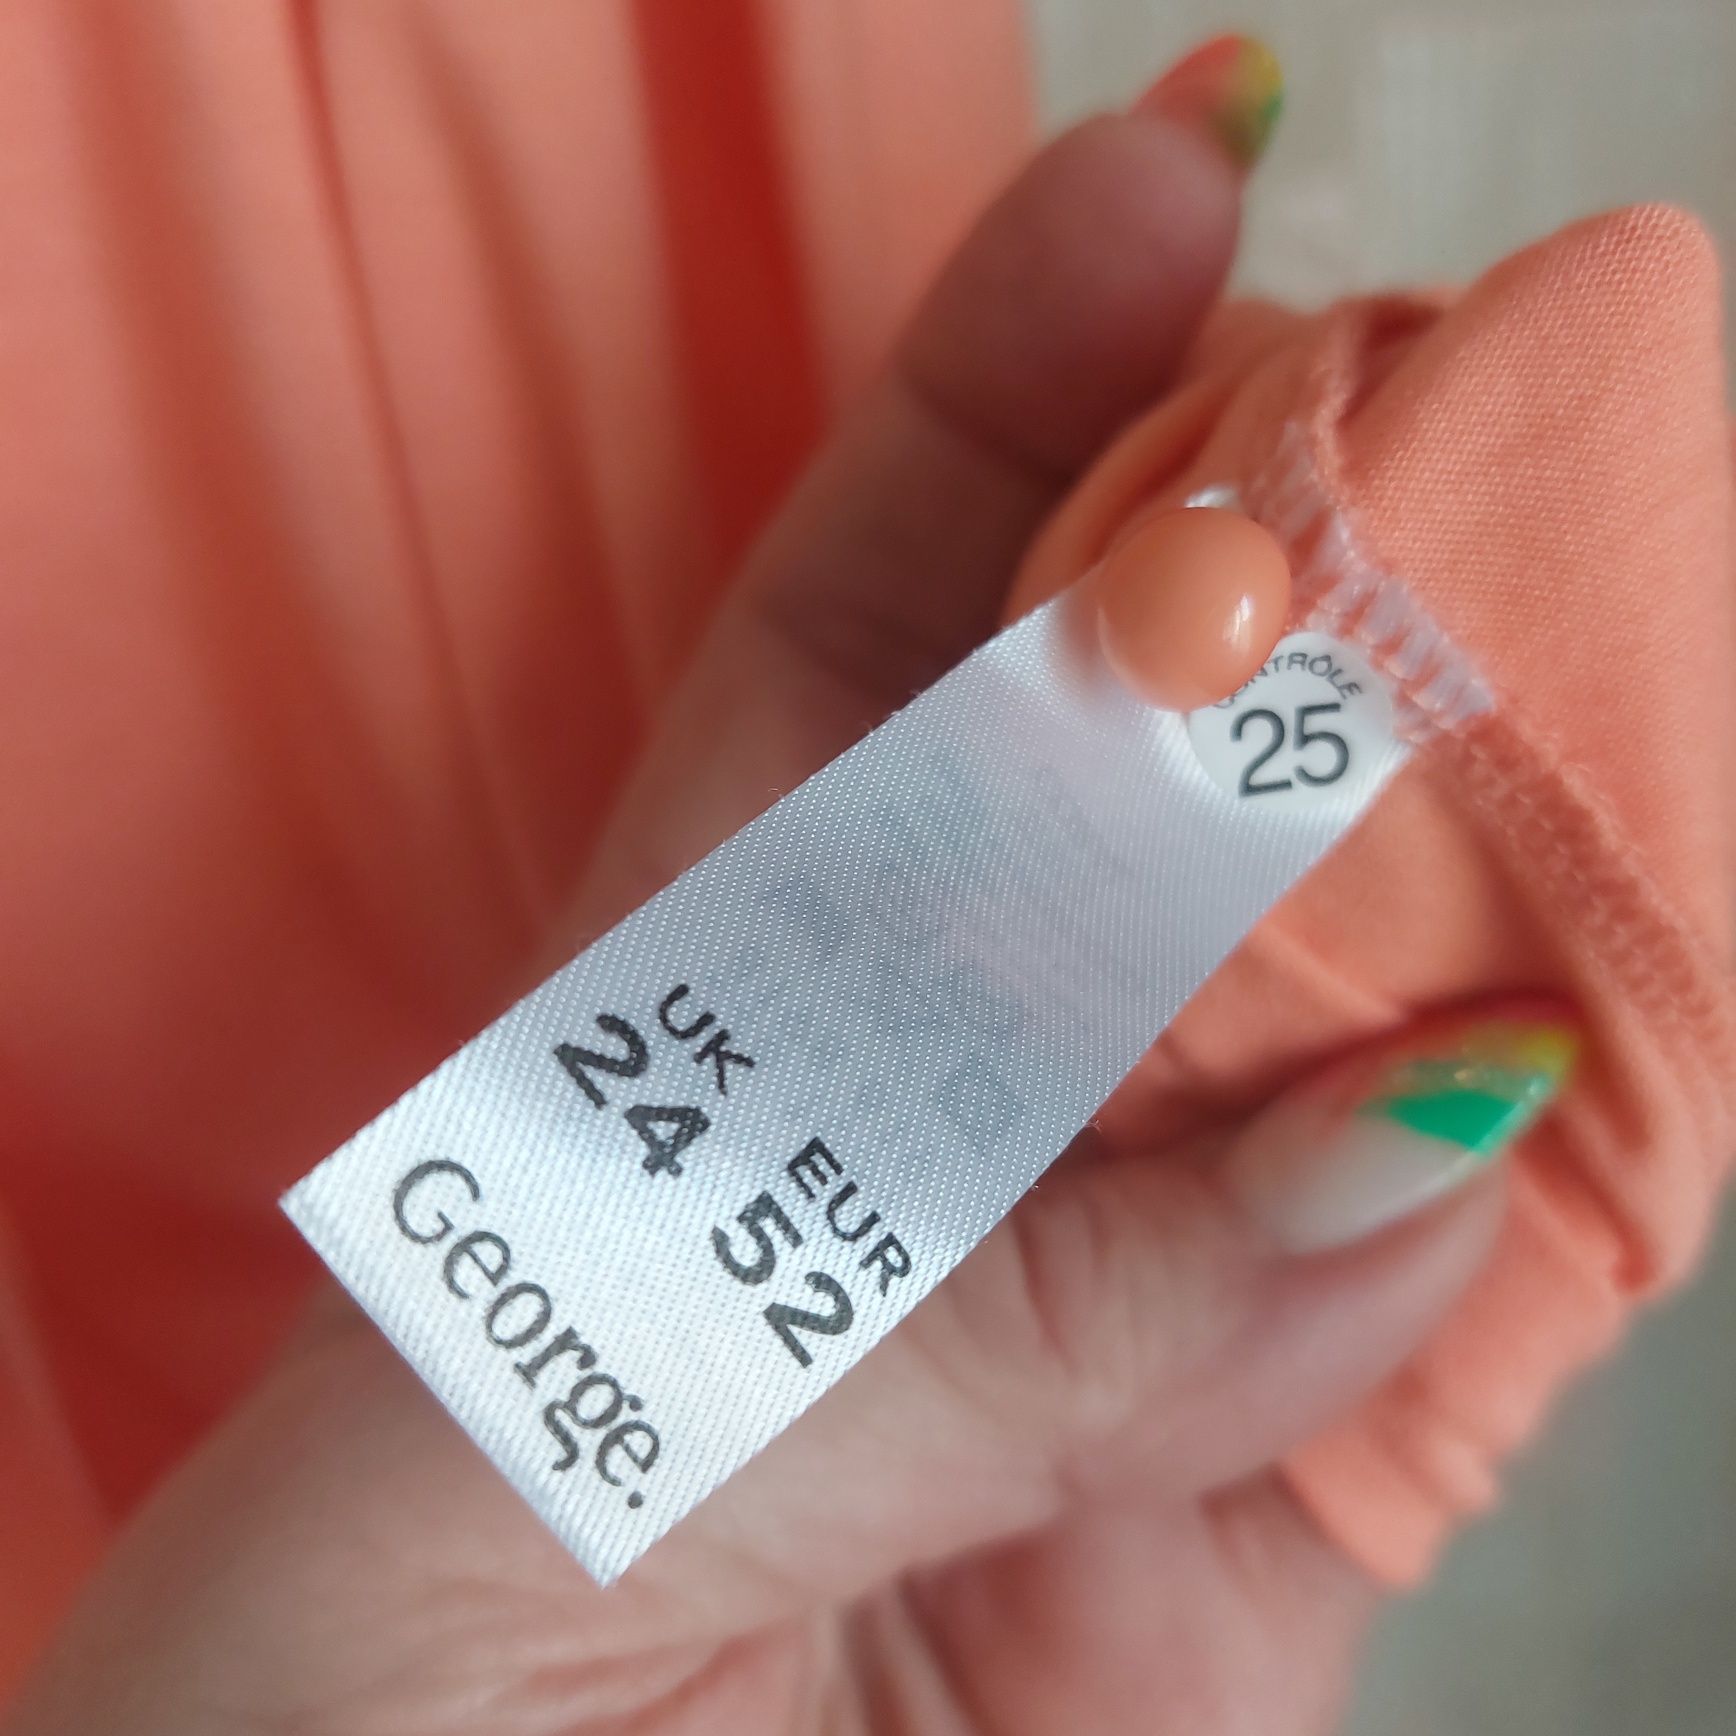 CONTRÔLE
25
UK EUR
24 52
George.